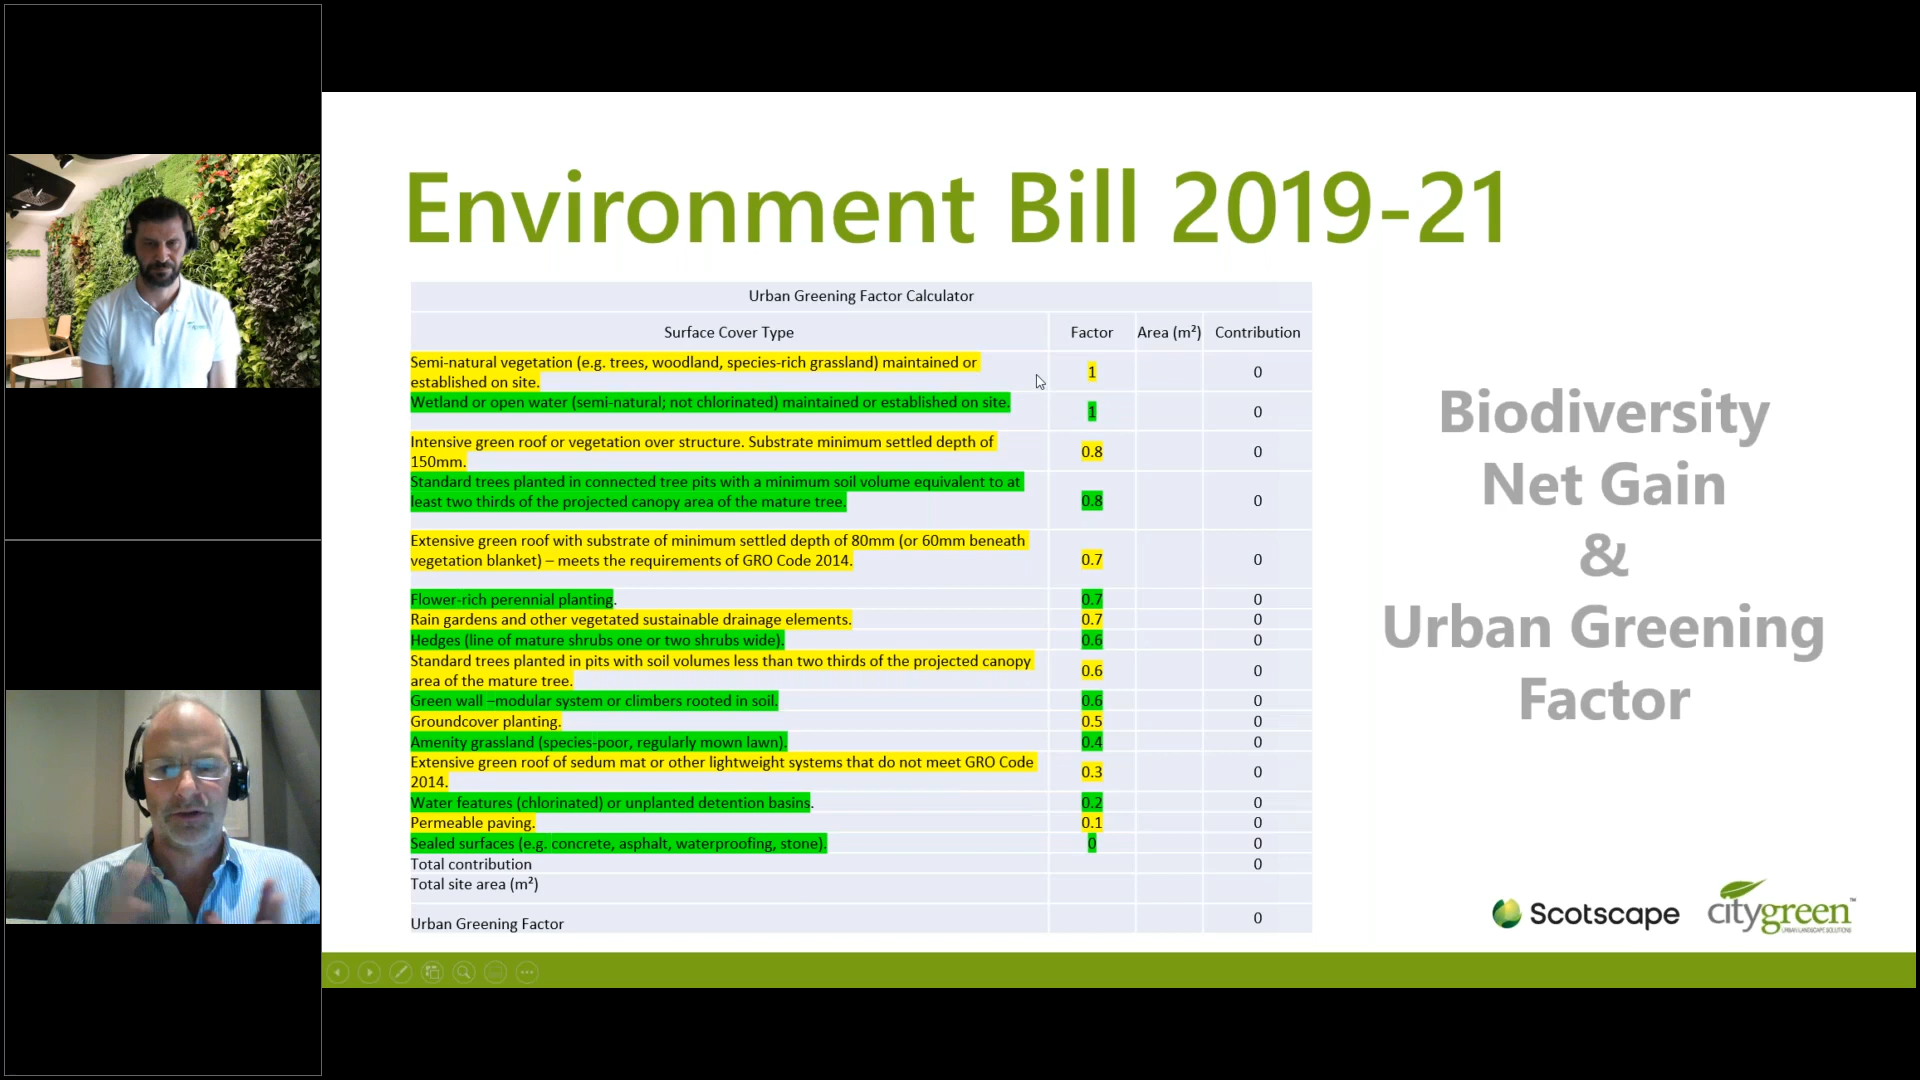 Environment Bill 2019-21
Urban Greening Factor Calculator
Surface Cover Type Factor Area (m²) Contribution
Semi-natural vegetation (e.g. trees, woodland, species-rich grassland) maintained or
established on site. 1 0
Wetland or open water (semi-natural; not chlorinated) maintained or established on site. 1 0
Intensive green roof or vegetation over structure. Substrate minimum settled depth of
150mm. 0.8 0
Standard trees planted in connected tree pits with a minimum soil volume equivalent to at
least two thirds of the projected canopy area of the mature tree. 0.8 0
Extensive green roof with substrate of minimum settled depth of 80mm (or 60mm beneath
vegetation blanket) – meets the requirements of GRO Code 2014. 0.7 0
Flower-rich perennial planting. 0.7 0
Rain gardens and other vegetated sustainable drainage elements. 0.7 0
Hedges (line of mature shrubs one or two shrubs wide). 0.6 0
Standard trees planted in pits with soil volumes less than two thirds of the projected canopy
area of the mature tree. 0.6 0
Green wall –modular system or climbers rooted in soil. 0.6 0
Groundcover planting. 0.5 0
Amenity grassland (species-poor, regularly mown lawn). 0.4 0
Extensive green roof of sedum mat or other lightweight systems that do not meet GRO Code
2014. 0.3 0
Water features (chlorinated) or unplanted detention basins. 0.2 0
Permeable paving. 0.1 0
Sealed surfaces (e.g. concrete, asphalt, waterproofing, stone). 0 0
Total contribution 0
Total site area (m²)
Urban Greening Factor 0
Biodiversity
Net Gain
&
Urban Greening
Factor
Scotscape
citygreen™
URBAN LANDSCAPE SOLUTIONS